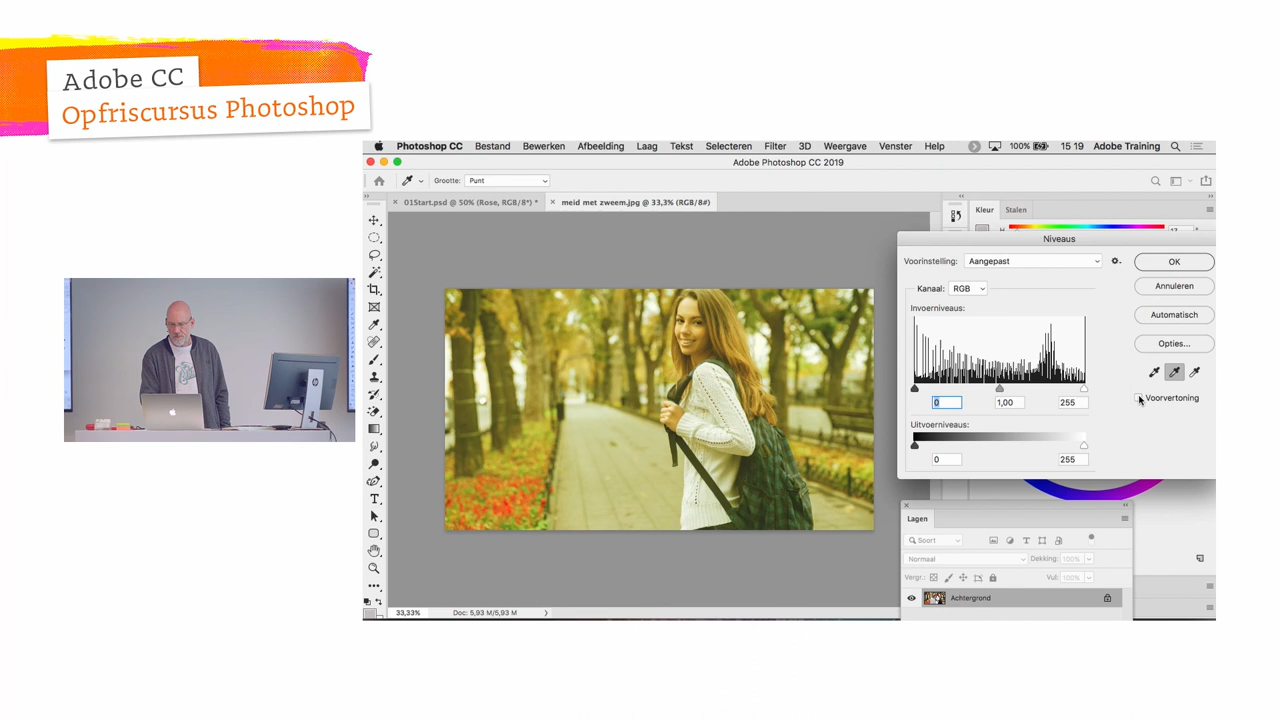 Adobe CC
Opfriscursus Photoshop
Photoshop CC Bestand Bewerken Afbeelding Laag Tekst Selecteren Filter 3D Weergave Venster Help 100% 15 19 Adobe Training
Adobe Photoshop CC 2019
Grootte: Punt
01Start.psd @ 50% (Rose, RGB/8*) *
meid met zweem.jpg @ 33,3% (RGB/8#)
Kleur Stalen
H
Niveaus
Voorinstelling: Aangepast
OK
Kanaal: RGB
Annuleren
Invoerniveaus:
Automatisch
Opties...
Voorvertoning
0 1,00 255
Uitvoerniveaus:
0 255
Lagen
Soort
Normaal Dekking: 100%
Vergr.: Vul: 100%
Achtergrond
33,33% Doc: 5,93 M/5,93 M